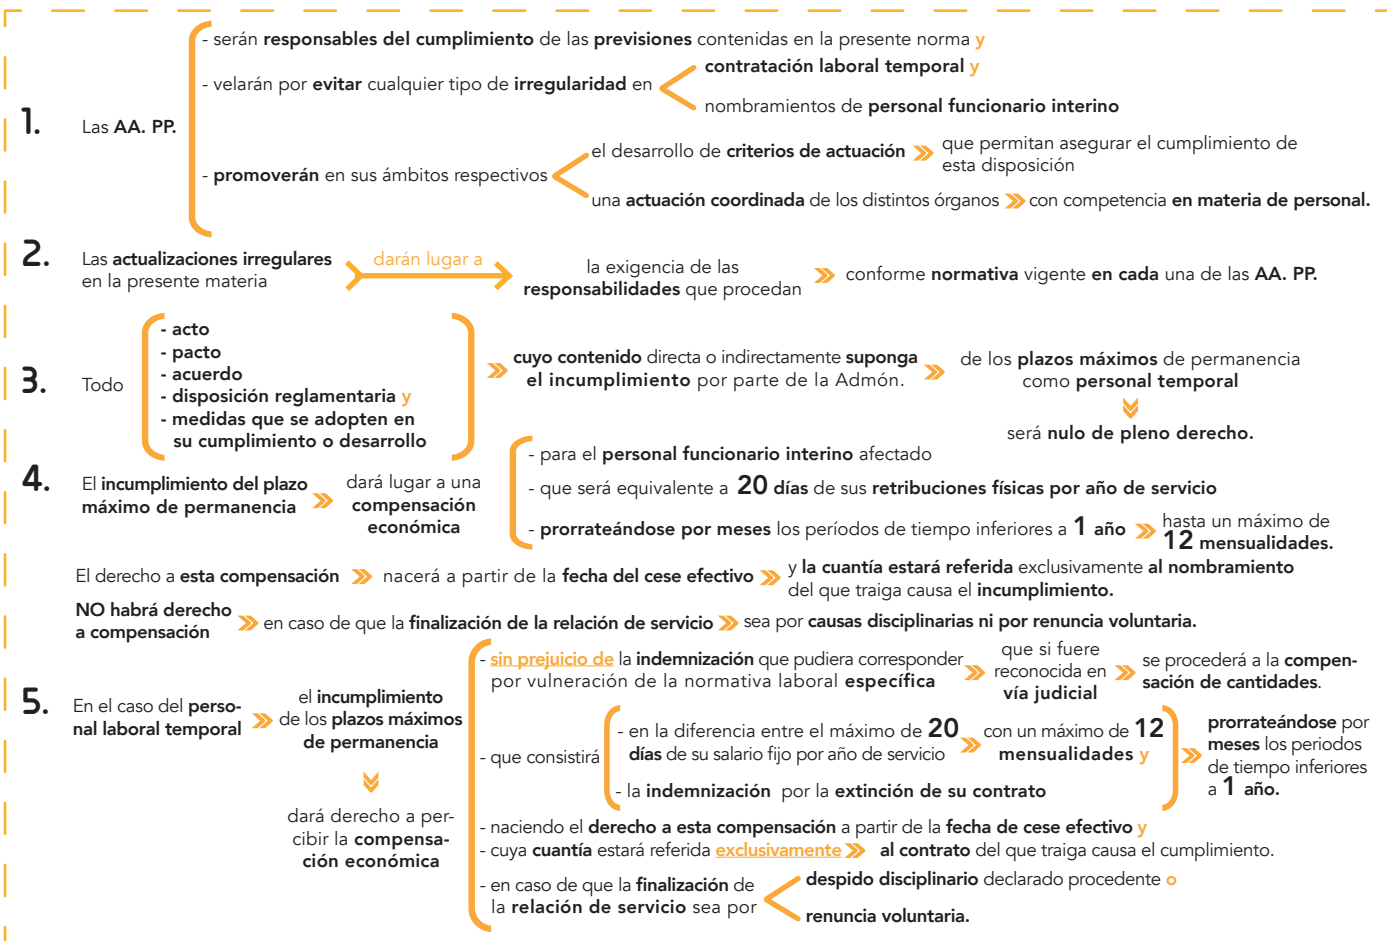 1. Las AA. PP.
- serán responsables del cumplimiento de las previsiones contenidas en la presente norma y
- velarán por evitar cualquier tipo de irregularidad en
contratación laboral temporal y
nombramientos de personal funcionario interino
- promoverán en sus ámbitos respectivos
el desarrollo de criterios de actuación
que permitan asegurar el cumplimiento de
esta disposición
una actuación coordinada de los distintos órganos
con competencia en materia de personal.
2. Las actualizaciones irregulares
en la presente materia
darán lugar a
la exigencia de las
responsabilidades que procedan
conforme normativa vigente en cada una de las AA. PP.
3. Todo
- acto
- pacto
- acuerdo
- disposición reglamentaria y
- medidas que se adopten en
su cumplimiento o desarrollo
cuyo contenido directa o indirectamente suponga
el incumplimiento por parte de la Admón.
de los plazos máximos de permanencia
como personal temporal
será nulo de pleno derecho.
4. El incumplimiento del plazo
máximo de permanencia
dará lugar a una
compensación
económica
- para el personal funcionario interino afectado
- que será equivalente a 20 días de sus retribuciones físicas por año de servicio
- prorrateándose por meses los períodos de tiempo inferiores a 1 año
hasta un máximo de
12 mensualidades.
El derecho a esta compensación
nacerá a partir de la fecha del cese efectivo
y la cuantía estará referida exclusivamente al nombramiento
del que traiga causa el incumplimiento.
NO habrá derecho
a compensación
en caso de que la finalización de la relación de servicio
sea por causas disciplinarias ni por renuncia voluntaria.
5. En el caso del perso-
nal laboral temporal
el incumplimiento
de los plazos máximos
de permanencia
dará derecho a per-
cibir la compensa-
ción económica
- sin prejuicio de la indemnización que pudiera corresponder
por vulneración de la normativa laboral específica
que si fuere
reconocida en
vía judicial
se procederá a la compen-
sación de cantidades.
- que consistirá
- en la diferencia entre el máximo de 20
días de su salario fijo por año de servicio
con un máximo de 12
mensualidades y
- la indemnización por la extinción de su contrato
prorrateándose por
meses los periodos
de tiempo inferiores
a 1 año.
- naciendo el derecho a esta compensación a partir de la fecha de cese efectivo y
- cuya cuantía estará referida exclusivamente
al contrato del que traiga causa el cumplimiento.
- en caso de que la finalización de
la relación de servicio sea por
despido disciplinario declarado procedente o
renuncia voluntaria.